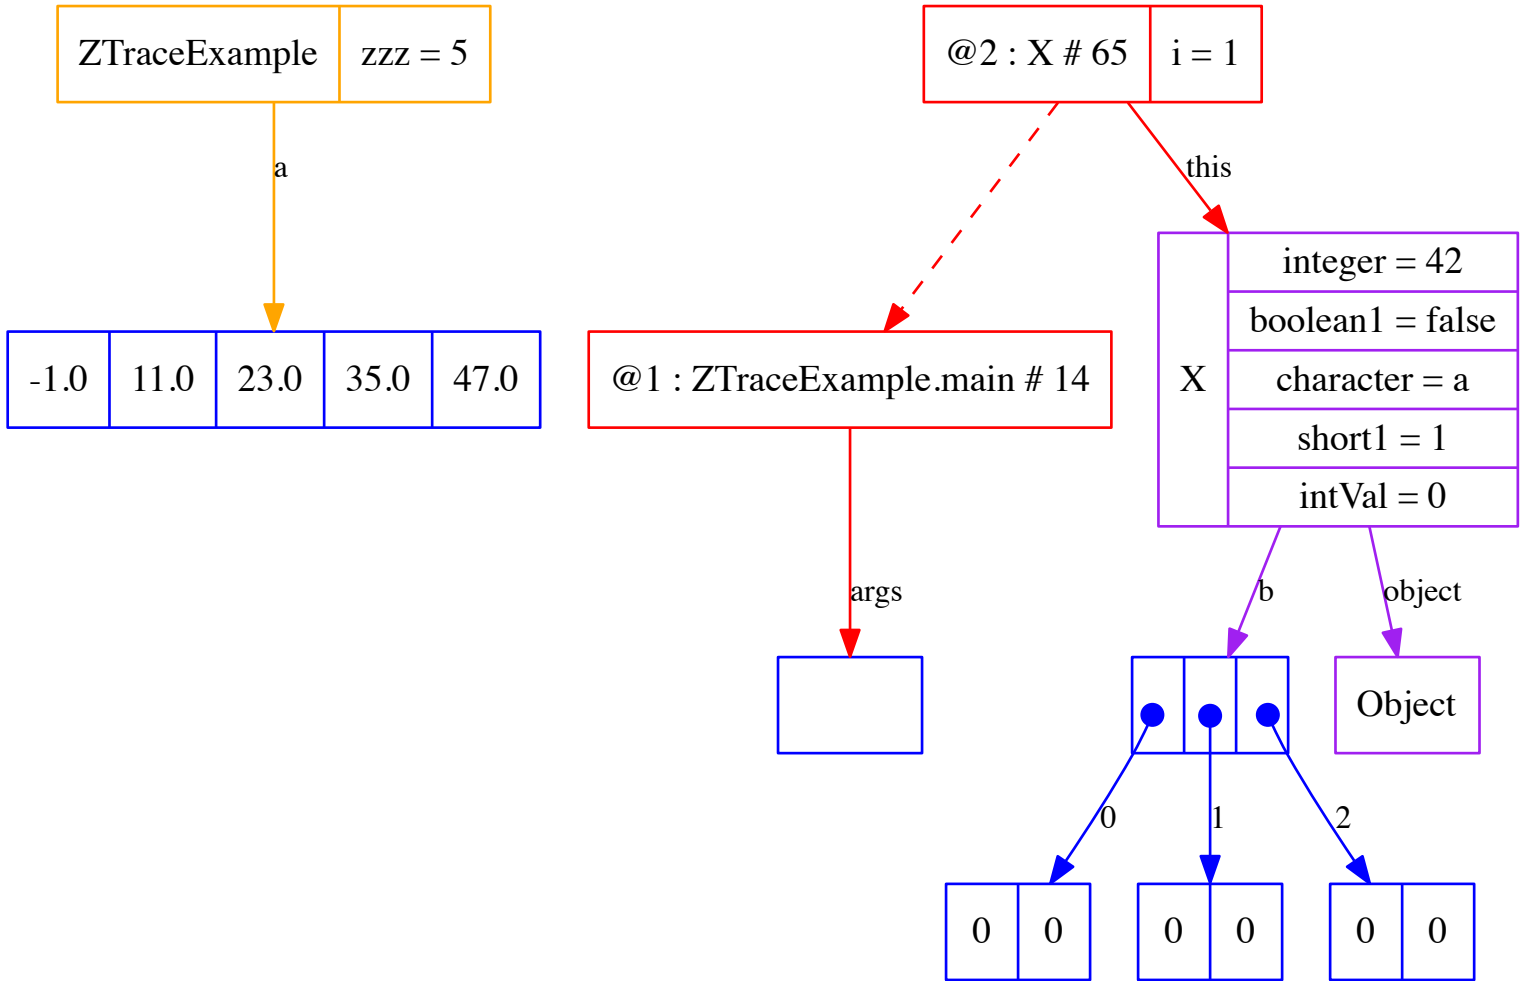 ZTraceExample zzz = 5
@2 : X # 65 i = 1
a
this
integer = 42
boolean1 = false
-1.0 11.0 23.0 35.0 47.0
@1 : ZTraceExample.main # 14
X
character = a
short1 = 1
intVal = 0
args
b
object
Object
0
1
2
0 0
0 0
0 0